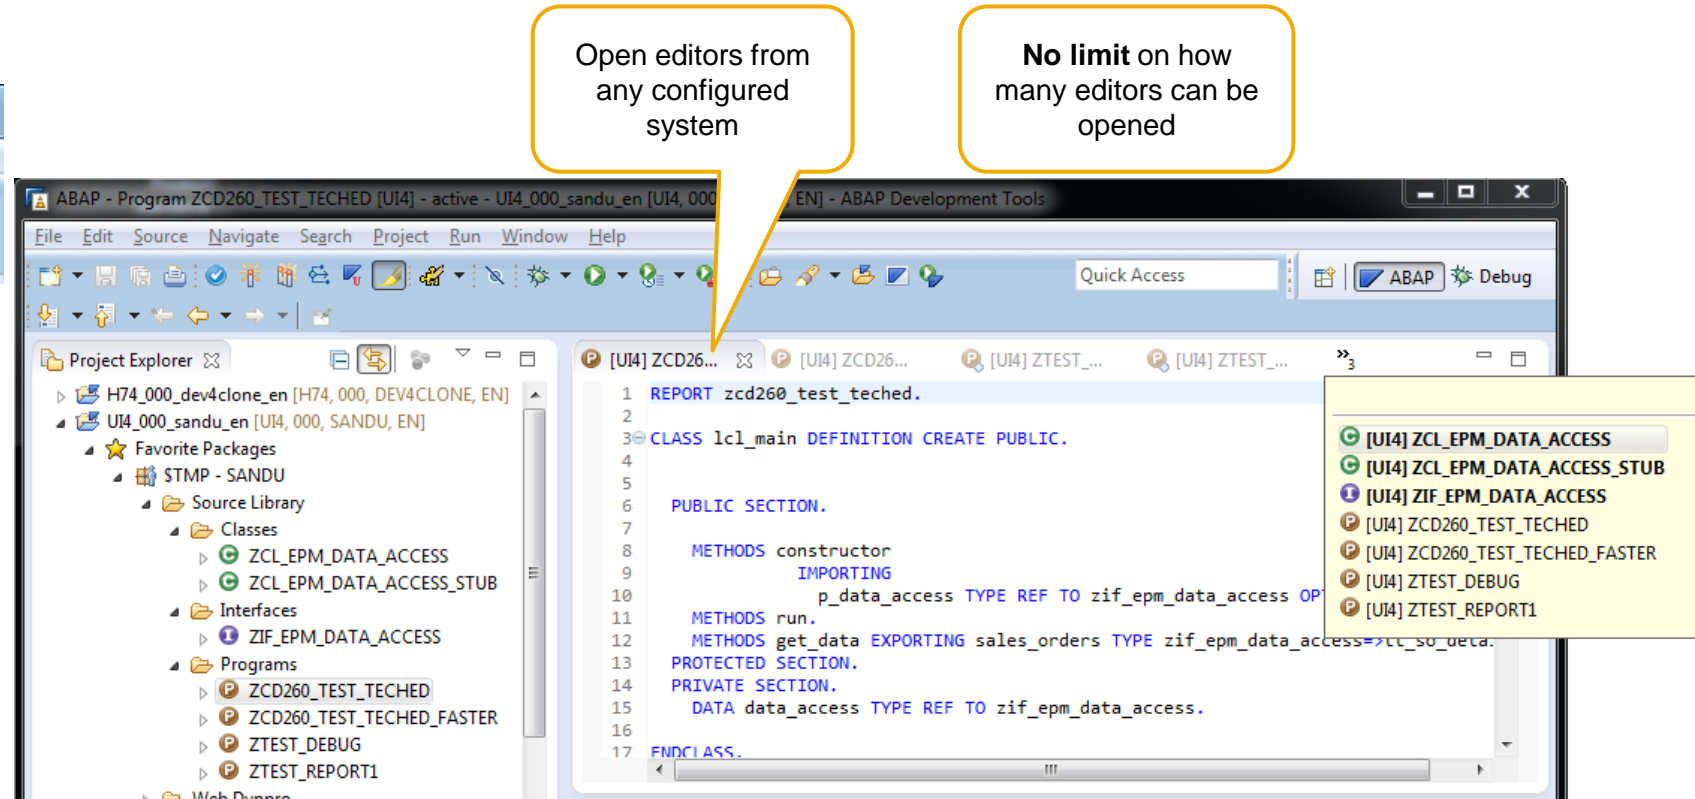 Open editors from
any configured
system
No limit on how
many editors can be
opened
ABAP - Program ZCD260_TEST_TECHED [UI4] - active - UI4_000_sandu_en [UI4, 000 , EN] - ABAP Development Tools
File Edit Source Navigate Search Project Run Window Help
Quick Access
ABAP
Debug
Project Explorer
H74_000_dev4clone_en [H74, 000, DEV4CLONE, EN]
UI4_000_sandu_en [UI4, 000, SANDU, EN]
Favorite Packages
$TMP - SANDU
Source Library
Classes
ZCL_EPM_DATA_ACCESS
ZCL_EPM_DATA_ACCESS_STUB
Interfaces
ZIF_EPM_DATA_ACCESS
Programs
ZCD260_TEST_TECHED
ZCD260_TEST_TECHED_FASTER
ZTEST_DEBUG
ZTEST_REPORT1
Web Dynpro
[UI4] ZCD26... [UI4] ZCD26... [UI4] ZTEST_... [UI4] ZTEST_... »3
1 REPORT zcd260_test_teched.
2
3 CLASS lcl_main DEFINITION CREATE PUBLIC.
4
5
6 PUBLIC SECTION.
7
8 METHODS constructor
9 IMPORTING
10 p_data_access TYPE REF TO zif_epm_data_access OP
11 METHODS run.
12 METHODS get_data EXPORTING sales_orders TYPE zif_epm_data_access=>tt_so_deta.
13 PROTECTED SECTION.
14 PRIVATE SECTION.
15 DATA data_access TYPE REF TO zif_epm_data_access.
16
17 ENDCLASS.
[UI4] ZCL_EPM_DATA_ACCESS
[UI4] ZCL_EPM_DATA_ACCESS_STUB
[UI4] ZIF_EPM_DATA_ACCESS
[UI4] ZCD260_TEST_TECHED
[UI4] ZCD260_TEST_TECHED_FASTER
[UI4] ZTEST_DEBUG
[UI4] ZTEST_REPORT1